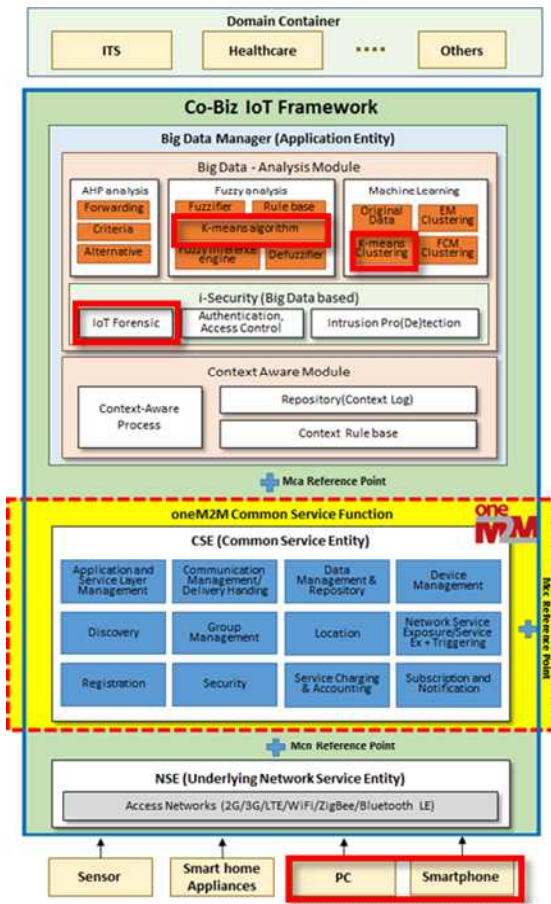 Domain Container
ITS
Healthcare
....
Others
Co-Biz IoT Framework
Big Data Manager (Application Entity)
Big Data - Analysis Module
AHP analysis
Forwarding
Criteria
Alternative
Fuzzy analysis
Fuzzifier
Rule base
K-means algorithm
Fuzzy Inference
engine
Defuzzifier
Machine Learning
Original
Data
EM
Clustering
K-means
Clustering
FCM
Clustering
i-Security (Big Data based)
IoT Forensic
Authentication,
Access Control
Intrusion Pro(De)tection
Context Aware Module
Context-Aware
Process
Repository(Context Log)
Context Rule base
Mca Reference Point
oneM2M Common Service Function
one
M2M
CSE (Common Service Entity)
Application and
Service Layer
Management
Communication
Management/
Delivery Handing
Data
Management &
Repository
Device
Management
Discovery
Group
Management
Location
Network Service
Exposure/Service
Ex + Triggering
Registration
Security
Service Charging
& Accounting
Subscription and
Notification
Mcc Reference Point
Mcn Reference Point
NSE (Underlying Network Service Entity)
Access Networks (2G/3G/LTE/WiFi/ZigBee/Bluetooth LE)
Sensor
Smart home
Appliances
PC
Smartphone